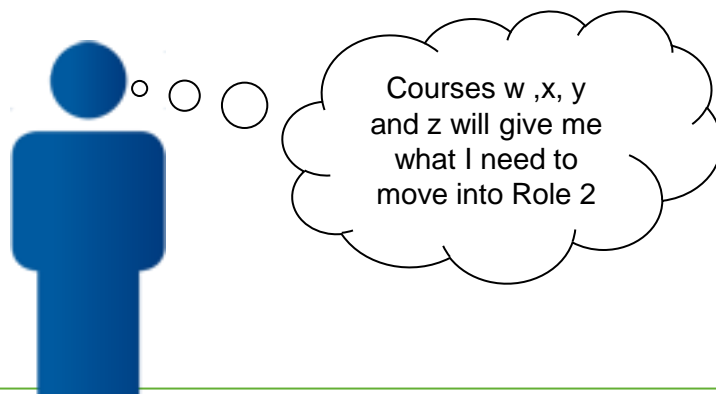 Courses w ,x, y
and z will give me
what I need to
move into Role 2